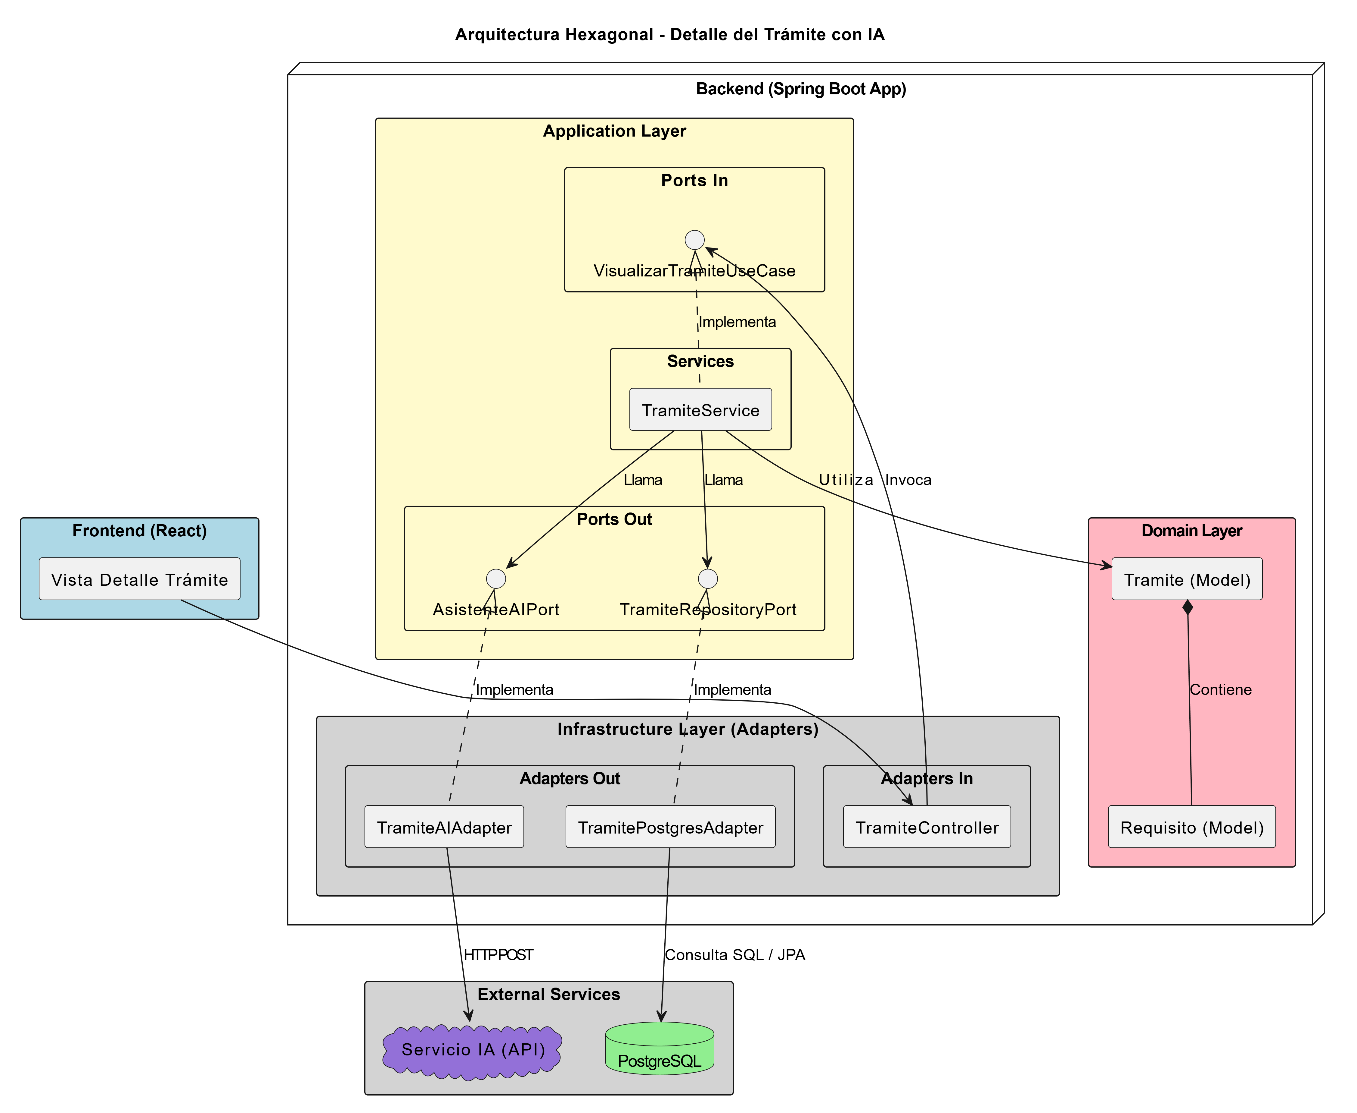 Arquitectura Hexagonal - Detalle del Trámite con IA
Backend (Spring Boot App)
Application Layer
Ports In
VisualizarTramiteUseCase
Implementa
Services
TramiteService
Llama
Llama
Utiliza
Invoca
Ports Out
AsistenteAIPort
TramiteRepositoryPort
Frontend (React)
Vista Detalle Trámite
Domain Layer
Tramite (Model)
Contiene
Requisito (Model)
Implementa
Implementa
Infrastructure Layer (Adapters)
Adapters Out
TramiteAIAdapter
TramitePostgresAdapter
Adapters In
TramiteController
HTTP POST
Consulta SQL / JPA
External Services
Servicio IA (API)
PostgreSQL